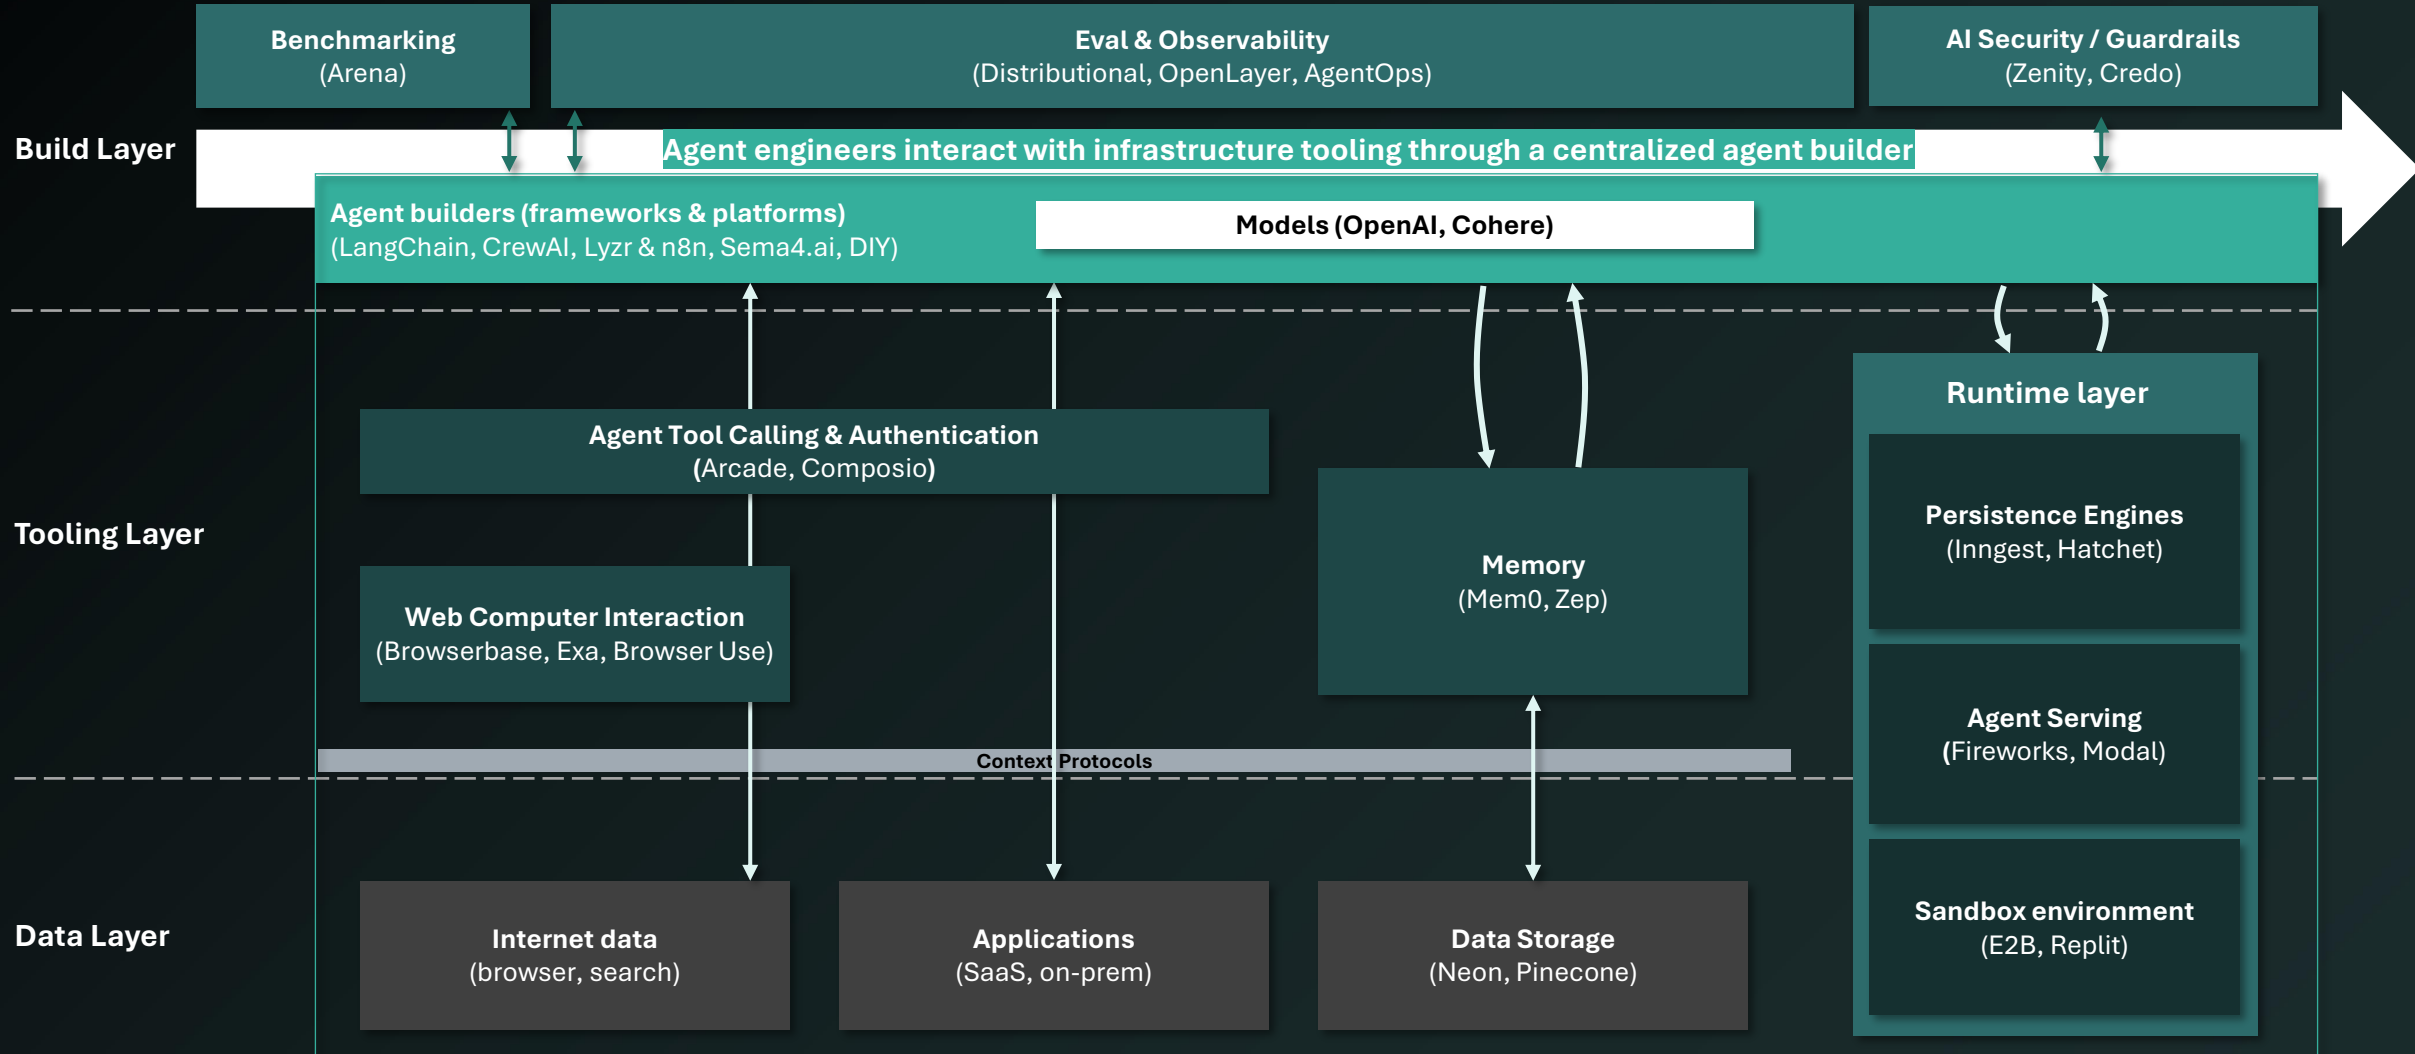 Benchmarking
(Arena)
Eval & Observability
(Distributional, OpenLayer, AgentOps)
AI Security / Guardrails
(Zenity, Credo)
Build Layer
Agent engineers interact with infrastructure tooling through a centralized agent builder
Agent builders (frameworks & platforms)
(LangChain, CrewAI, Lyzr & n8n, Sema4.ai, DIY)
Models (OpenAI, Cohere)
Tooling Layer
Agent Tool Calling & Authentication
(Arcade, Composio)
Web Computer Interaction
(Browserbase, Exa, Browser Use)
Memory
(Mem0, Zep)
Runtime layer
Persistence Engines
(Inngest, Hatchet)
Agent Serving
(Fireworks, Modal)
Sandbox environment
(E2B, Replit)
Context Protocols
Data Layer
Internet data
(browser, search)
Applications
(SaaS, on-prem)
Data Storage
(Neon, Pinecone)